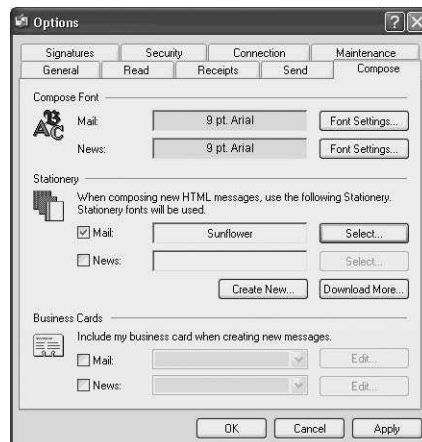 Options
Signatures Security Connection Maintenance
General Read Receipts Send Compose
Compose Font
Mail: 9 pt. Arial Font Settings...
News: 9 pt. Arial Font Settings...
Stationery
When composing new HTML messages, use the following Stationery.
Stationery fonts will be used.
Mail: Sunflower Select...
News: Select...
Create New... Download More...
Business Cards
Include my business card when creating new messages.
Mail: Edit...
News: Edit...
OK Cancel Apply